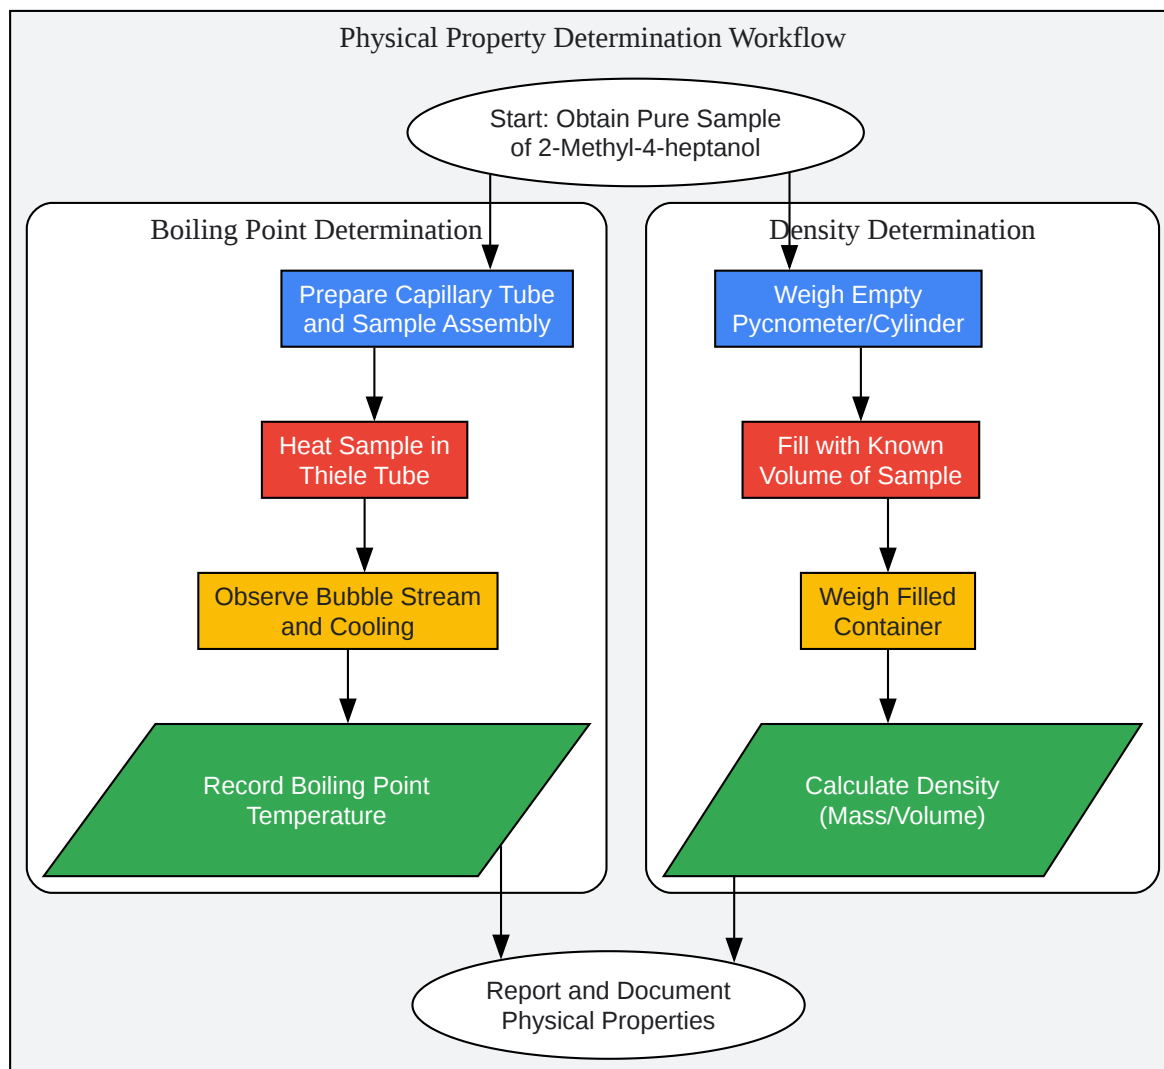 Physical Property Determination Workflow
Start: Obtain Pure Sample
of 2-Methyl-4-heptanol
Boiling Point Determination
Prepare Capillary Tube
and Sample Assembly
Heat Sample in
Thiele Tube
Observe Bubble Stream
and Cooling
Record Boiling Point
Temperature
Density Determination
Weigh Empty
Pycnometer/Cylinder
Fill with Known
Volume of Sample
Weigh Filled
Container
Calculate Density
(Mass/Volume)
Report and Document
Physical Properties